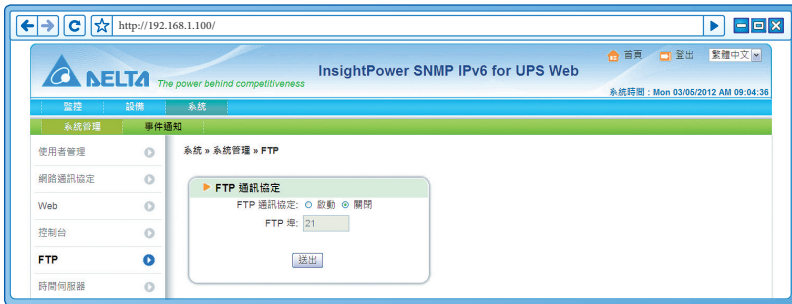 http://192.168.1.100/
首頁 登出 繁體中文
DELTA The power behind competitiveness
InsightPower SNMP IPv6 for UPS Web
系統時間 : Mon 03/05/2012 AM 09:04:36
監控 設備 系統
系統管理 事件通知
使用者管理
系統 » 系統管理 » FTP
網路通訊協定
Web
控制台
FTP
時間伺服器
FTP 通訊協定
FTP 通訊協定: 啟動 關閉
FTP 埠: 21
送出